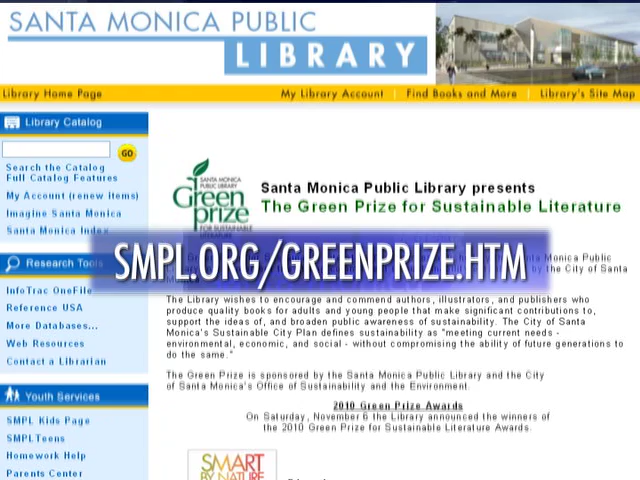 SANTA MONICA PUBLIC
LIBRARY
Library Home Page
My Library Account | Find Books and More | Library's Site Map
Library Catalog
GO
Search the Catalog
Full Catalog Features
My Account (renew items)
Imagine Santa Monica
Santa Monica Index
Research Tools
InfoTrac OneFile
Reference USA
More Databases...
Web Resources
Contact a Librarian
Youth Services
SMPL Kids Page
SMPLTeens
Homework Help
Parents Center
SANTA MONICA
PUBLIC LIBRARY
Green
prize
FOR SUSTAINABLE
LITERATURE
Santa Monica Public Library presents
The Green Prize for Sustainable Literature
Monica Public
by the City of Santa
SMPL.ORG/GREENPRIZE.HTM
The Library wishes to encourage and commend authors, illustrators, and publishers who
produce quality books for adults and young people that make significant contributions to,
support the ideas of, and broaden public awareness of sustainability. The City of Santa
Monica's Sustainable City Plan defines sustainability as "meeting current needs -
environmental, economic, and social - without compromising the ability of future generations to
do the same."
The Green Prize is sponsored by the Santa Monica Public Library and the City
of Santa Monica's Office of Sustainability and the Environment.
2010 Green Prize Awards
On Saturday, November 6 the Library announced the winners of
the 2010 Green Prize for Sustainable Literature Awards.
SMART
BY NATURE